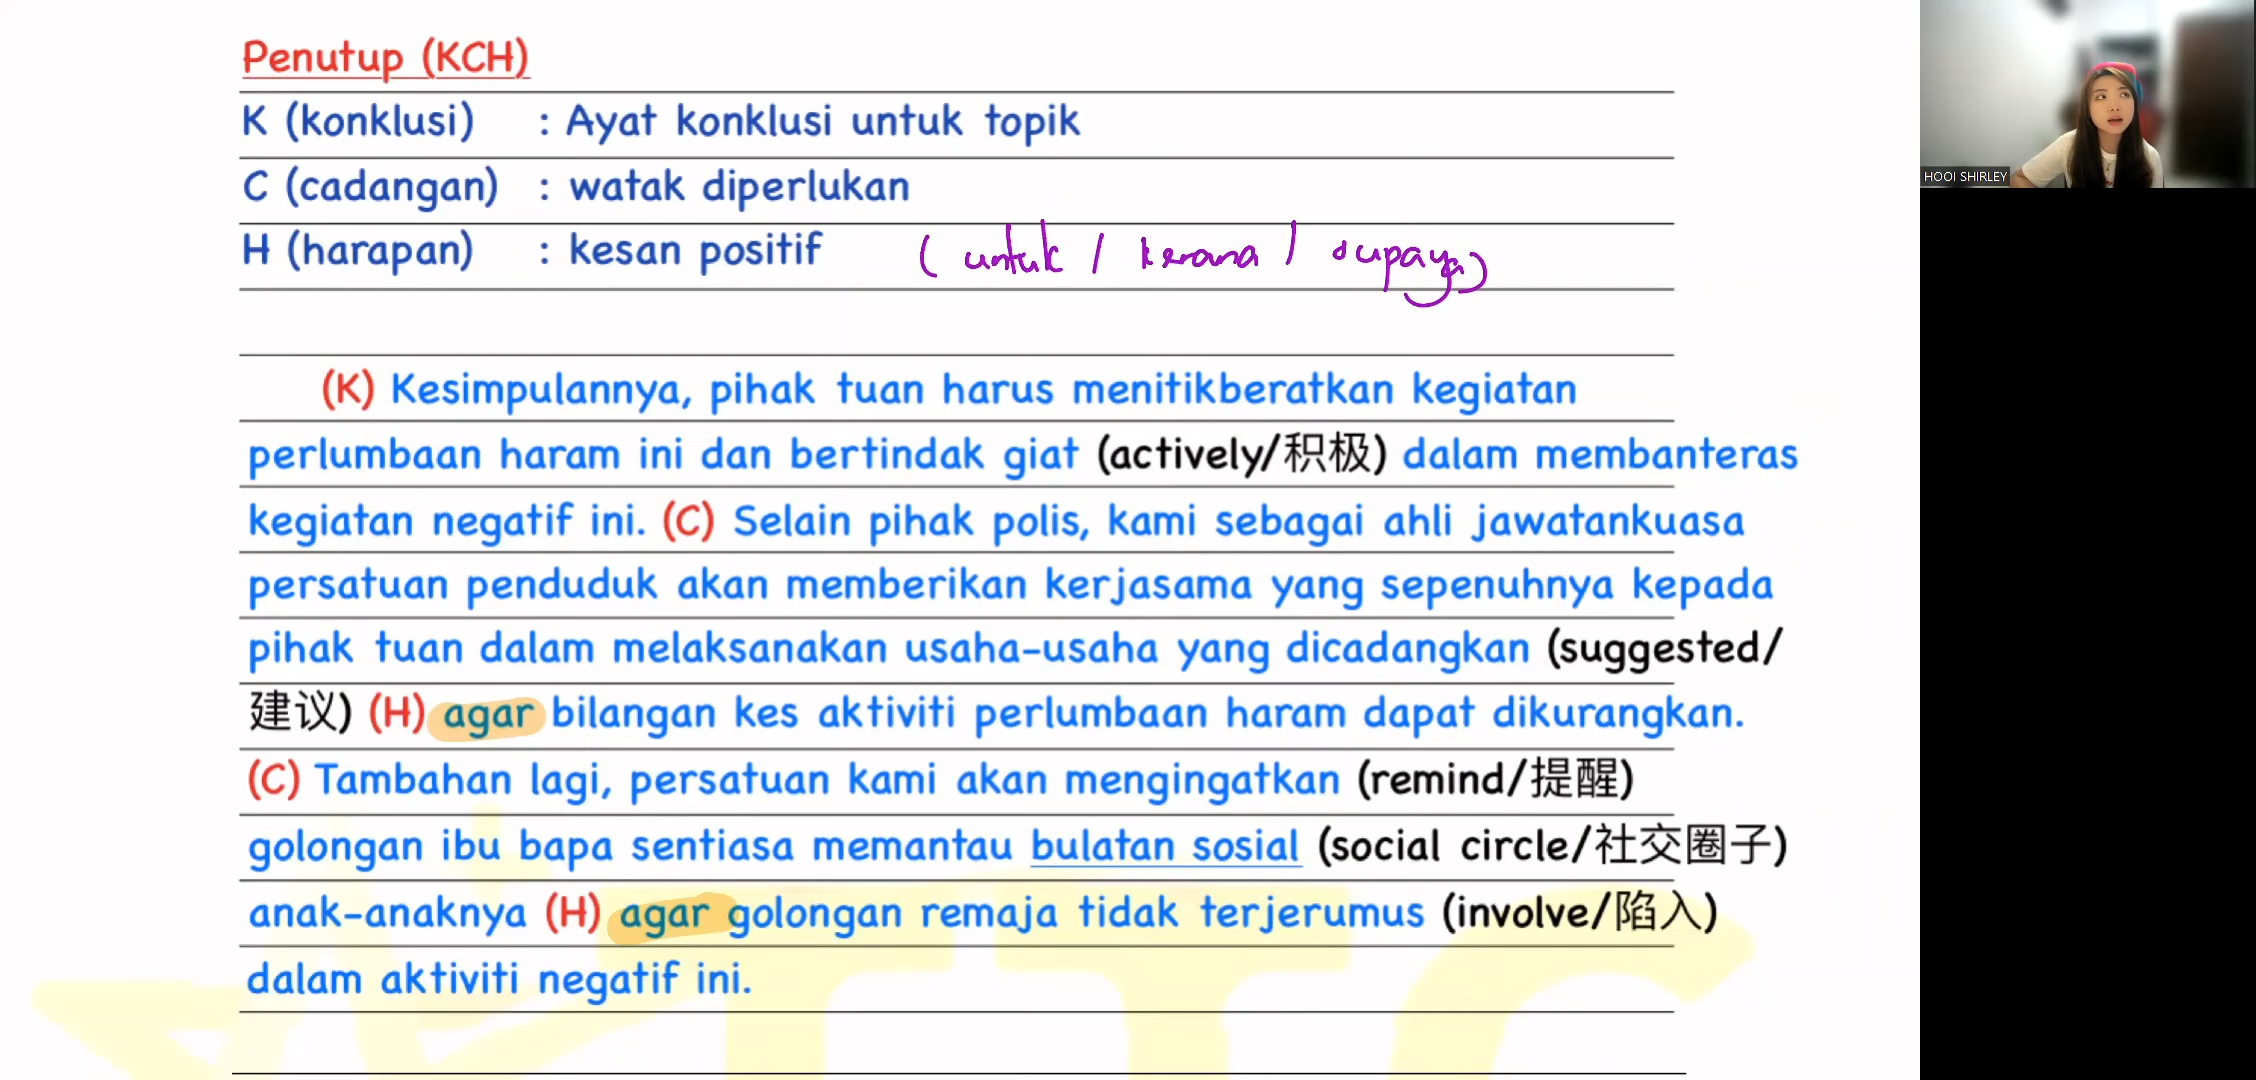 Penutup (KCH)
K (konklusi) : Ayat konklusi untuk topik
C (cadangan) : watak diperlukan
H (harapan) : kesan positif (untuk / kerana / supaya)
(K) Kesimpulannya, pihak tuan harus menitikberatkan kegiatan
perlumbaan haram ini dan bertindak giat (actively/积极) dalam membanteras
kegiatan negatif ini. (C) Selain pihak polis, kami sebagai ahli jawatankuasa
persatuan penduduk akan memberikan kerjasama yang sepenuhnya kepada
pihak tuan dalam melaksanakan usaha-usaha yang dicadangkan (suggested/
建议) (H) agar bilangan kes aktiviti perlumbaan haram dapat dikurangkan.
(C) Tambahan lagi, persatuan kami akan mengingatkan (remind/提醒)
golongan ibu bapa sentiasa memantau bulatan sosial (social circle/社交圈子)
anak-anaknya (H) agar golongan remaja tidak terjerumus (involve/陷入)
dalam aktiviti negatif ini.
HOOI SHIRLEY